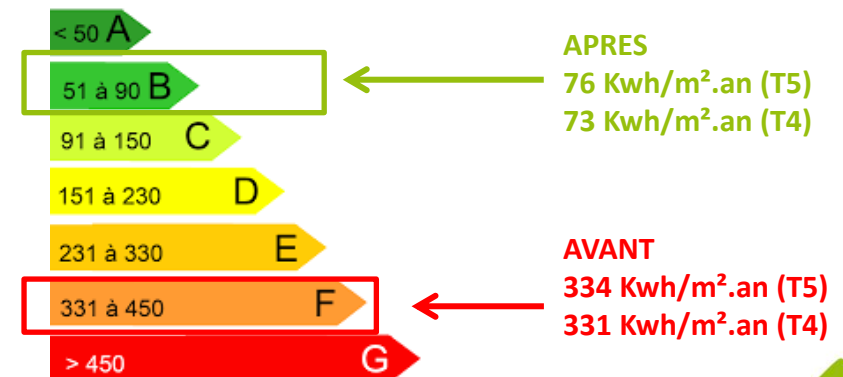 < 50 A
51 à 90 B
APRES
76 Kwh/m².an (T5)
73 Kwh/m².an (T4)
91 à 150 C
151 à 230 D
231 à 330 E
331 à 450 F
AVANT
334 Kwh/m².an (T5)
331 Kwh/m².an (T4)
> 450 G